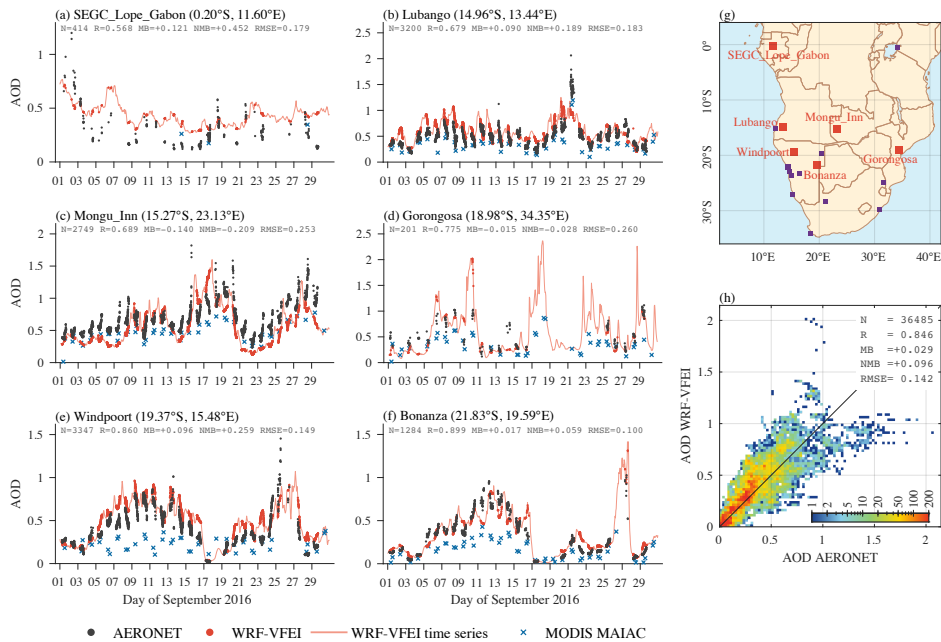 (a) SEGC_Lope_Gabon (0.20°S, 11.60°E)
N=414 R=0.568 MB=+0.121 NMB=+0.452 RMSE=0.179
AOD
1
0.5
0
01 03 05 07 09 11 13 15 17 19 21 23 25 27 29
(b) Lubango (14.96°S, 13.44°E)
N=3200 R=0.679 MB=+0.090 NMB=+0.189 RMSE=0.183
2.5
2
1.5
1
0.5
0
01 03 05 07 09 11 13 15 17 19 21 23 25 27 29
(c) Mongu_Inn (15.27°S, 23.13°E)
N=2749 R=0.689 MB=-0.140 NMB=-0.209 RMSE=0.253
AOD
2
1.5
1
0.5
0
01 03 05 07 09 11 13 15 17 19 21 23 25 27 29
(d) Gorongosa (18.98°S, 34.35°E)
N=201 R=0.775 MB=-0.015 NMB=-0.028 RMSE=0.260
2.5
2
1.5
1
0.5
0
01 03 05 07 09 11 13 15 17 19 21 23 25 27 29
(e) Windpoort (19.37°S, 15.48°E)
N=3347 R=0.860 MB=+0.096 NMB=+0.259 RMSE=0.149
AOD
1.5
1
0.5
0
01 03 05 07 09 11 13 15 17 19 21 23 25 27 29
Day of September 2016
(f) Bonanza (21.83°S, 19.59°E)
N=1284 R=0.899 MB=+0.017 NMB=+0.059 RMSE=0.100
1.5
1
0.5
0
01 03 05 07 09 11 13 15 17 19 21 23 25 27 29
Day of September 2016
AERONET WRF-VFEI WRF-VFEI time series MODIS MAIAC
(g)
0°
10°S
20°S
30°S
SEGC_Lope_Gabon
Lubango
Mongu_Inn
Windpoort
Gorongosa
Bonanza
10°E 20°E 30°E 40°E
(h)
N = 36485
R = 0.846
MB =+0.029
NMB =+0.096
RMSE= 0.142
AOD WRF-VFEI
2
1.5
1
0.5
0
1 2 5 10 20 50 100 200
0 0.5 1 1.5 2
AOD AERONET